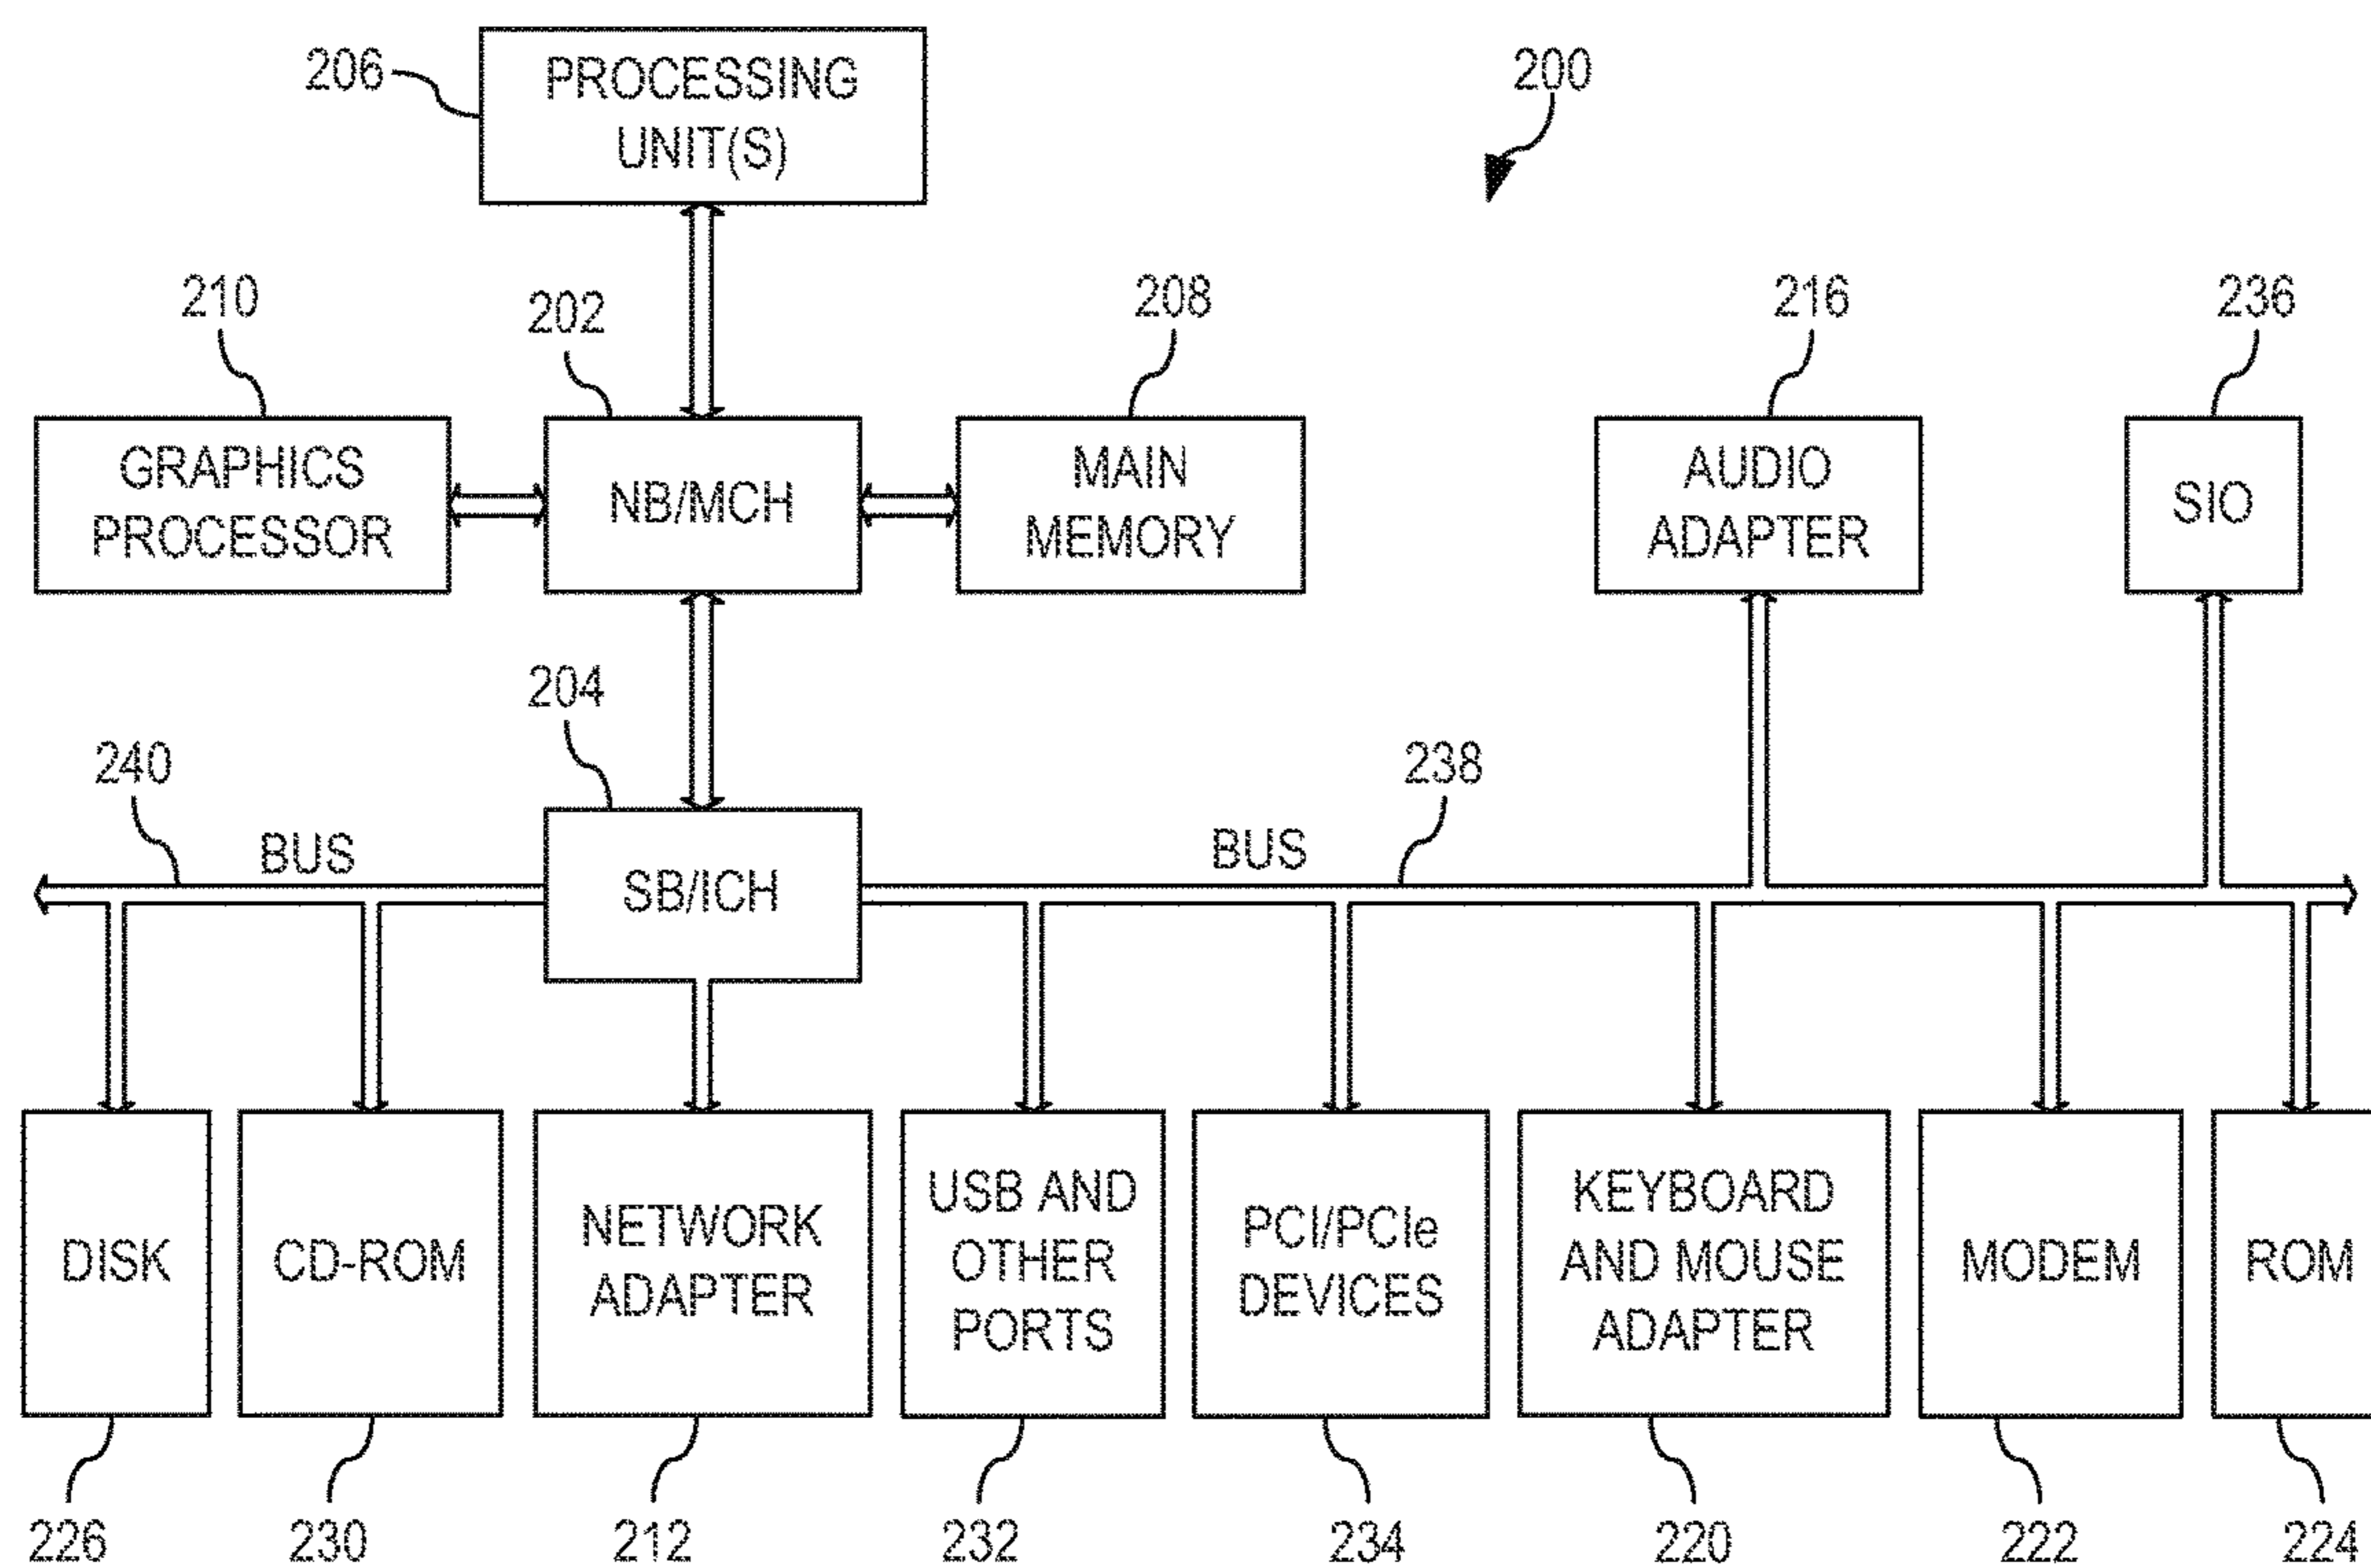 206
PROCESSING
UNIT(S)
200
210
202
208
216
236
GRAPHICS
PROCESSOR
NB/MCH
MAIN
MEMORY
AUDIO
ADAPTER
SIO
204
240
238
BUS
SB/ICH
BUS
DISK
CD-ROM
NETWORK
ADAPTER
USB AND
OTHER
PORTS
PCI/PCIe
DEVICES
KEYBOARD
AND MOUSE
ADAPTER
MODEM
ROM
226
230
212
232
234
220
222
224